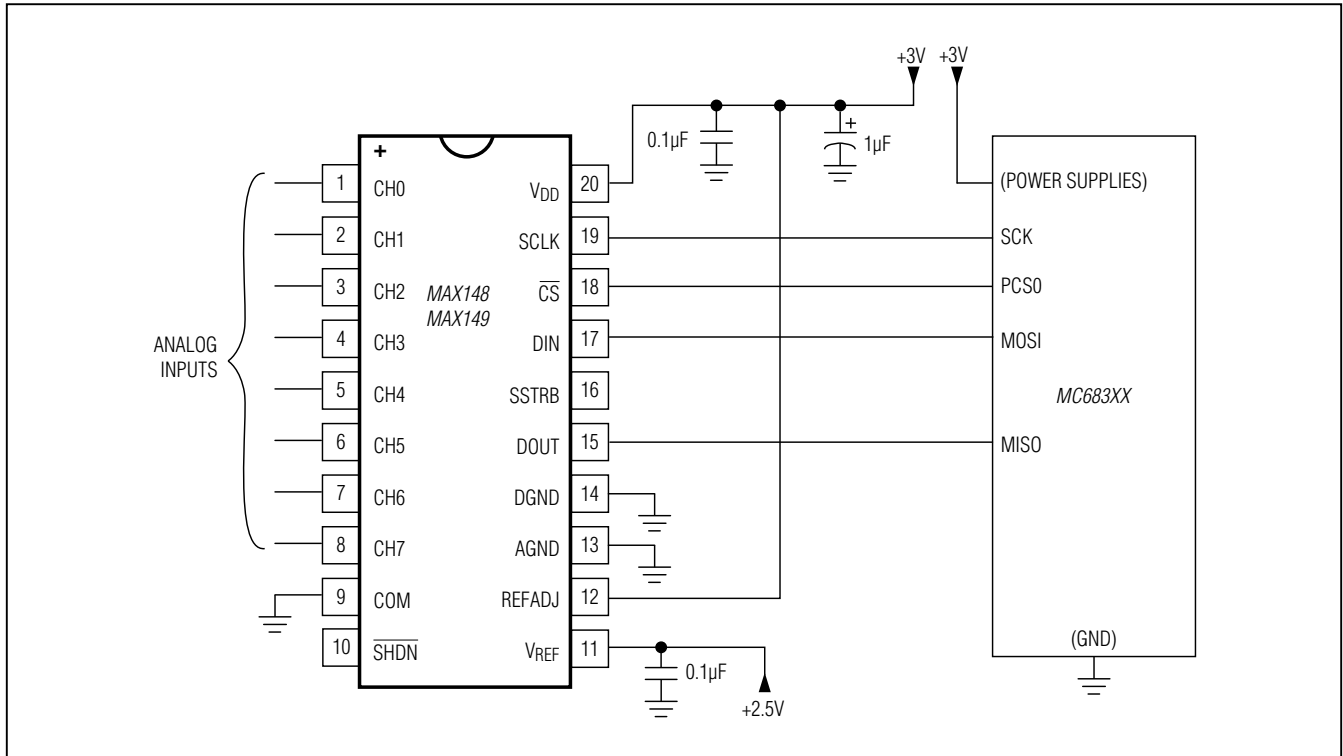 +3V +3V
0.1µF
+
1µF
+
1 CH0
2 CH1
3 CH2
4 CH3
5 CH4
6 CH5
7 CH6
8 CH7
9 COM
10 SHDN
ANALOG
INPUTS
MAX148
MAX149
VDD 20
SCLK 19
CS 18
DIN 17
SSTRB 16
DOUT 15
DGND 14
AGND 13
REFADJ 12
VREF 11
0.1µF
+2.5V
(POWER SUPPLIES)
SCK
PCS0
MOSI
MC683XX
MISO
(GND)